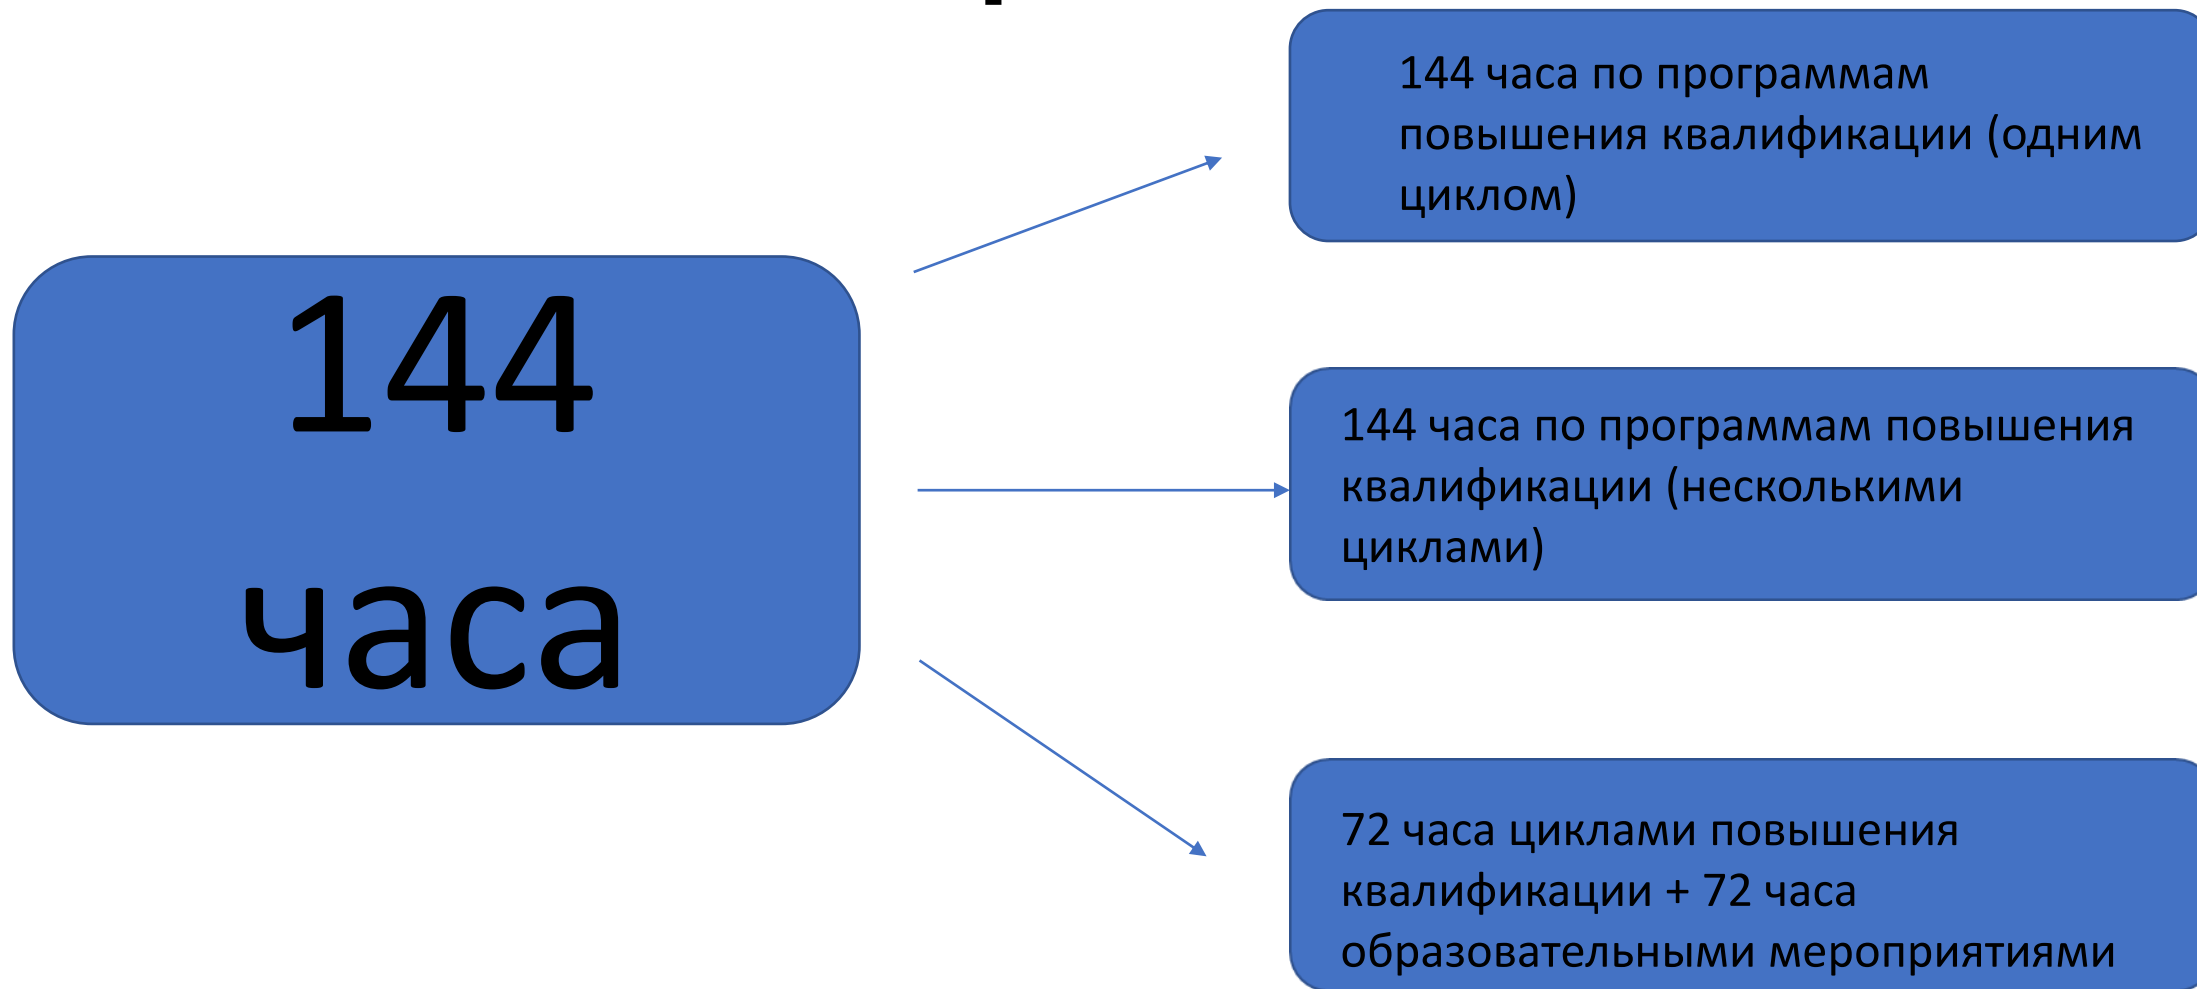 144
часа
144 часа по программам
повышения квалификации (одним
циклом)
144 часа по программам повышения
квалификации (несколькими
циклами)
72 часа циклами повышения
квалификации + 72 часа
образовательными мероприятиями